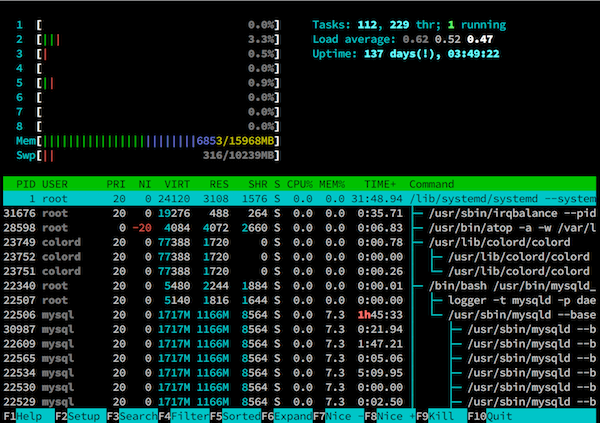 1 [ 0.0%] Tasks: 112, 229 thr; 1 running
2 [||| 3.3%] Load average: 0.62 0.52 0.47
3 [| 0.5%] Uptime: 137 days(!), 03:49:22
4 [ 0.0%]
5 [|| 0.9%]
6 [ 0.0%]
7 [ 0.0%]
8 [ 0.0%]
Mem[||||||||||||||||||||||||6853/15968MB]
Swp[|| 316/10239MB]
PID USER PRI NI VIRT RES SHR S CPU% MEM% TIME+ Command
1 root 20 0 24120 3108 1576 S 0.0 0.0 31:48.94 /lib/systemd/systemd --system
31676 root 20 0 19276 488 264 S 0.0 0.0 0:35.71 ├─ /usr/sbin/irqbalance --pid
28598 root 0 -20 4084 4072 2660 S 0.0 0.0 0:06.83 ├─ /usr/bin/atop -a -w /var/l
23749 colord 20 0 77388 1720 0 S 0.0 0.0 0:00.78 ├─ /usr/lib/colord/colord
23752 colord 20 0 77388 1720 0 S 0.0 0.0 0:00.00 │ ├─ /usr/lib/colord/colord
23751 colord 20 0 77388 1720 0 S 0.0 0.0 0:00.26 │ └─ /usr/lib/colord/colord
22340 root 20 0 5480 2244 1884 S 0.0 0.0 0:00.01 ├─ /bin/bash /usr/bin/mysqld_
22507 root 20 0 5140 1816 1644 S 0.0 0.0 0:00.00 │ ├─ logger -t mysqld -p dae
22506 mysql 20 0 1717M 1166M 8564 S 0.0 7.3 1h45:33 │ └─ /usr/sbin/mysqld --base
30987 mysql 20 0 1717M 1166M 8564 S 0.0 7.3 0:21.94 │ ├─ /usr/sbin/mysqld --b
22609 mysql 20 0 1717M 1166M 8564 S 0.0 7.3 1:47.21 │ ├─ /usr/sbin/mysqld --b
22565 mysql 20 0 1717M 1166M 8564 S 0.0 7.3 0:05.06 │ ├─ /usr/sbin/mysqld --b
22534 mysql 20 0 1717M 1166M 8564 S 0.0 7.3 5:09.95 │ ├─ /usr/sbin/mysqld --b
22530 mysql 20 0 1717M 1166M 8564 S 0.0 7.3 0:00.00 │ ├─ /usr/sbin/mysqld --b
22529 mysql 20 0 1717M 1166M 8564 S 0.0 7.3 0:02.50 │ ├─ /usr/sbin/mysqld --b
F1Help F2Setup F3SearchF4FilterF5SortedF6ExpandF7Nice -F8Nice +F9Kill F10Quit